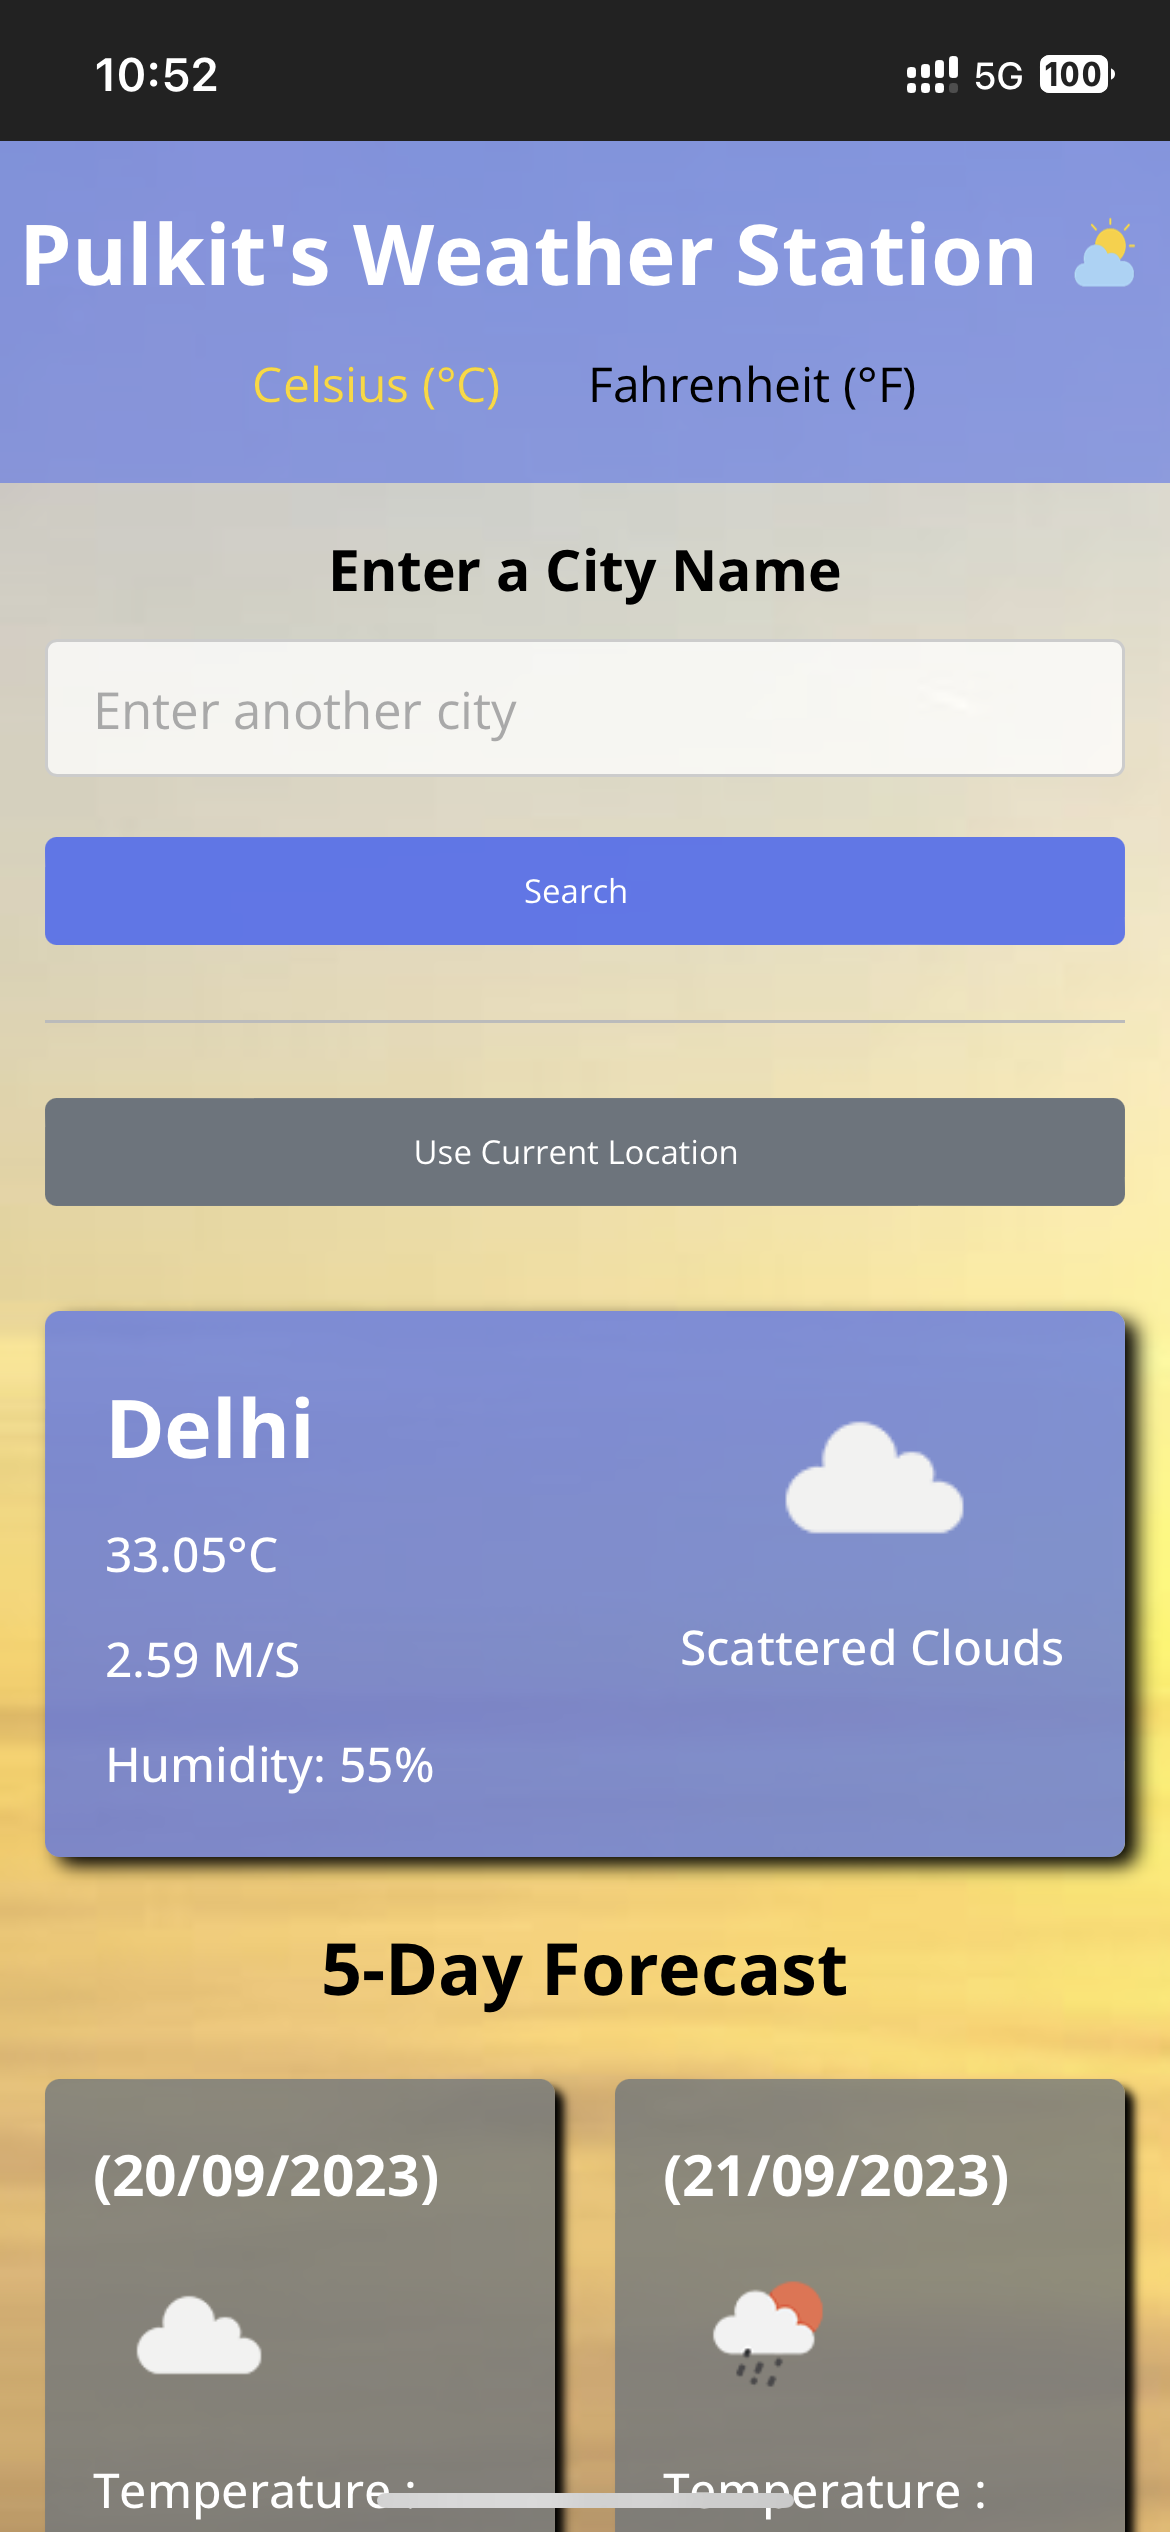 10:52
5G 100
Pulkit's Weather Station
Celsius (°C) Fahrenheit (°F)
Enter a City Name
Enter another city
Search
Use Current Location
Delhi
33.05°C
2.59 M/S
Scattered Clouds
Humidity: 55%
5-Day Forecast
(20/09/2023) (21/09/2023)
Temperature : Temperature :